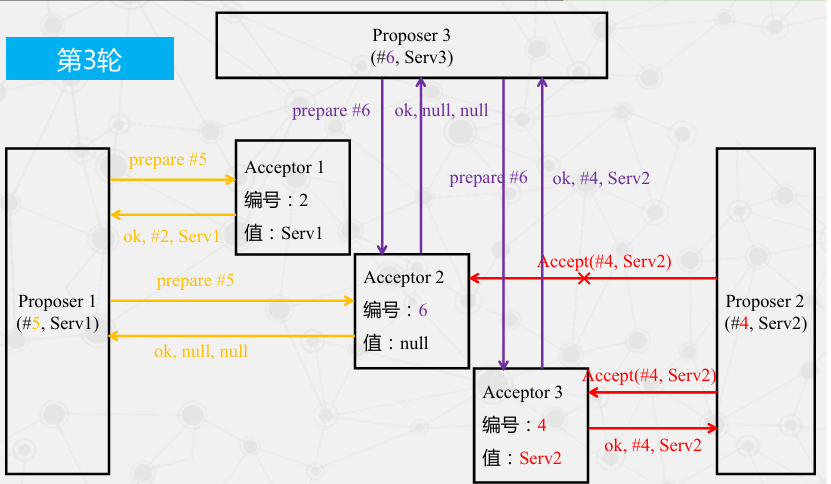 第3轮
Proposer 3
(#6, Serv3)
prepare #6
ok, null, null
prepare #6
ok, #4, Serv2
Proposer 1
(#5, Serv1)
prepare #5
ok, #2, Serv1
Acceptor 1
编号：2
值：Serv1
prepare #5
ok, null, null
Acceptor 2
编号：6
值：null
Accept(#4, Serv2)
Proposer 2
(#4, Serv2)
Acceptor 3
编号：4
值：Serv2
Accept(#4, Serv2)
ok, #4, Serv2